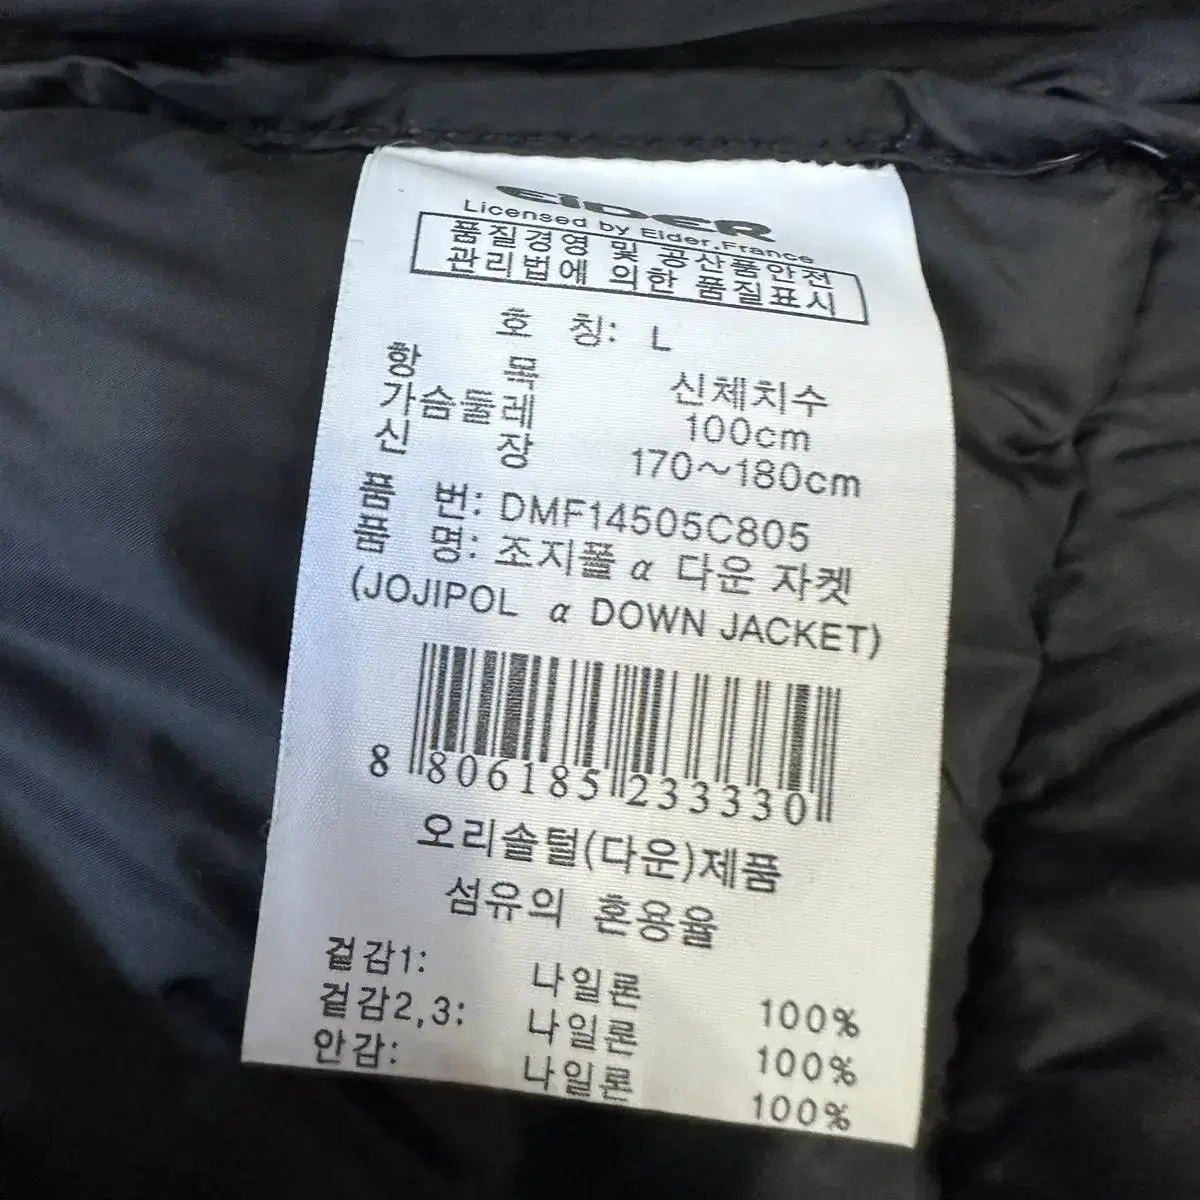 EIDER
Licensed by Eider,France
품질경영 및 공산품안전
관리법에 의한 품질표시
호 칭: L
항 목 신체치수
가슴둘레 100cm
신 장 170~180cm
품 번: DMF14505C805
품 명: 조지폴 α 다운 자켓
(JOJIPOL α DOWN JACKET)
8 806185 233330
오리솔털(다운)제품
섬유의 혼용율
겉감1: 나일론 100%
겉감2,3: 나일론 100%
안감: 나일론 100%